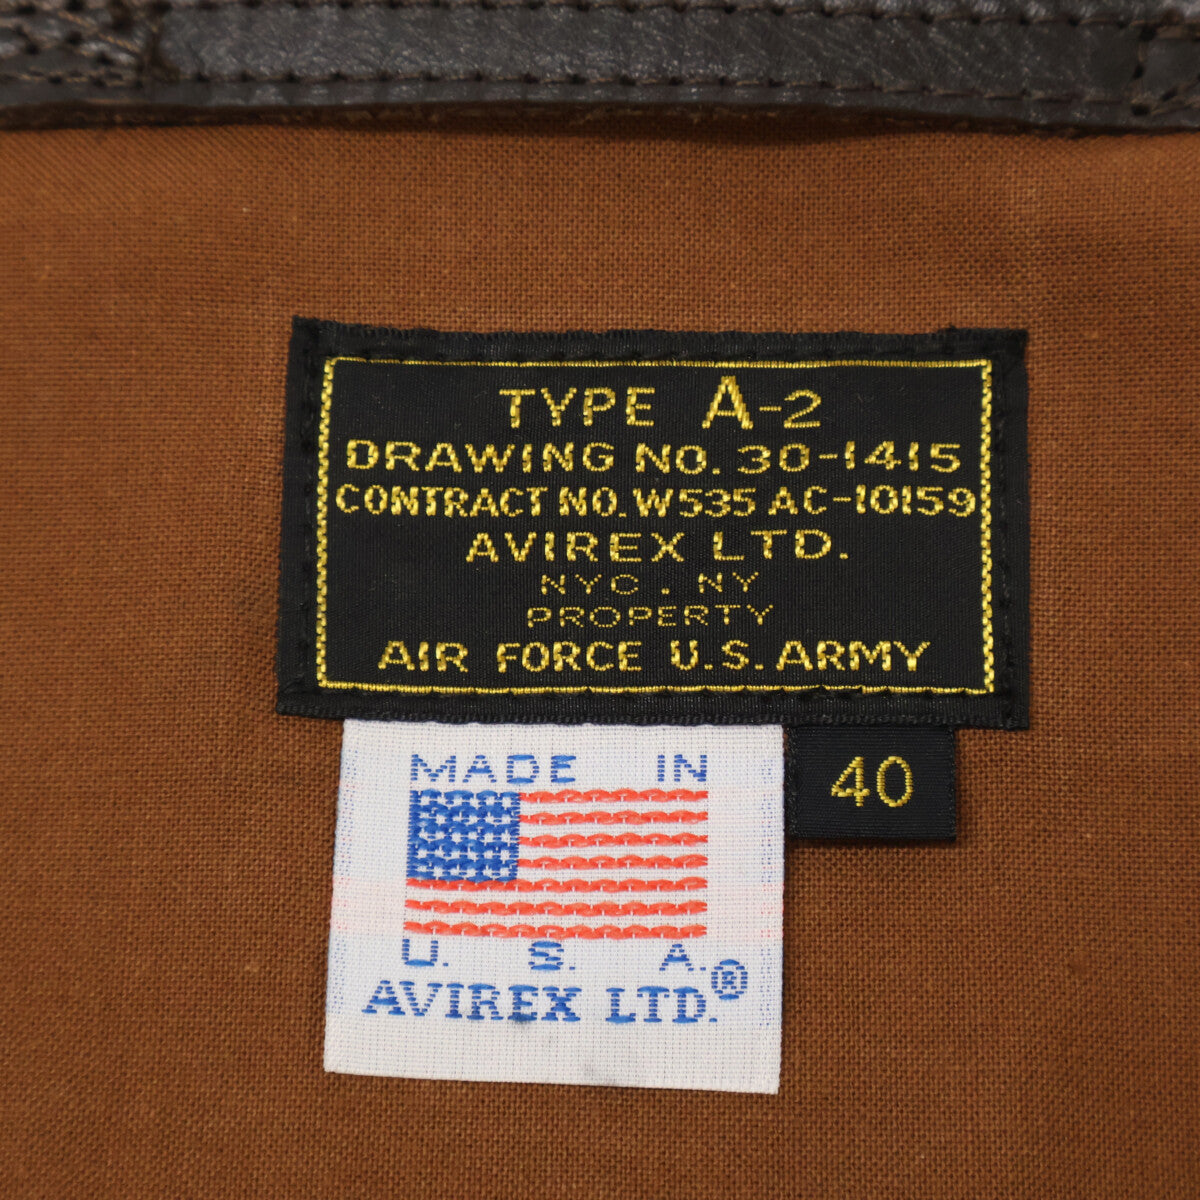 TYPE A-2
DRAWING NO. 30-1415
CONTRACT NO. W535 AC-10159
AVIREX LTD.
NYC. NY
PROPERTY
AIR FORCE U.S. ARMY
40
MADE IN
U. S. A.
AVIREX LTD.®